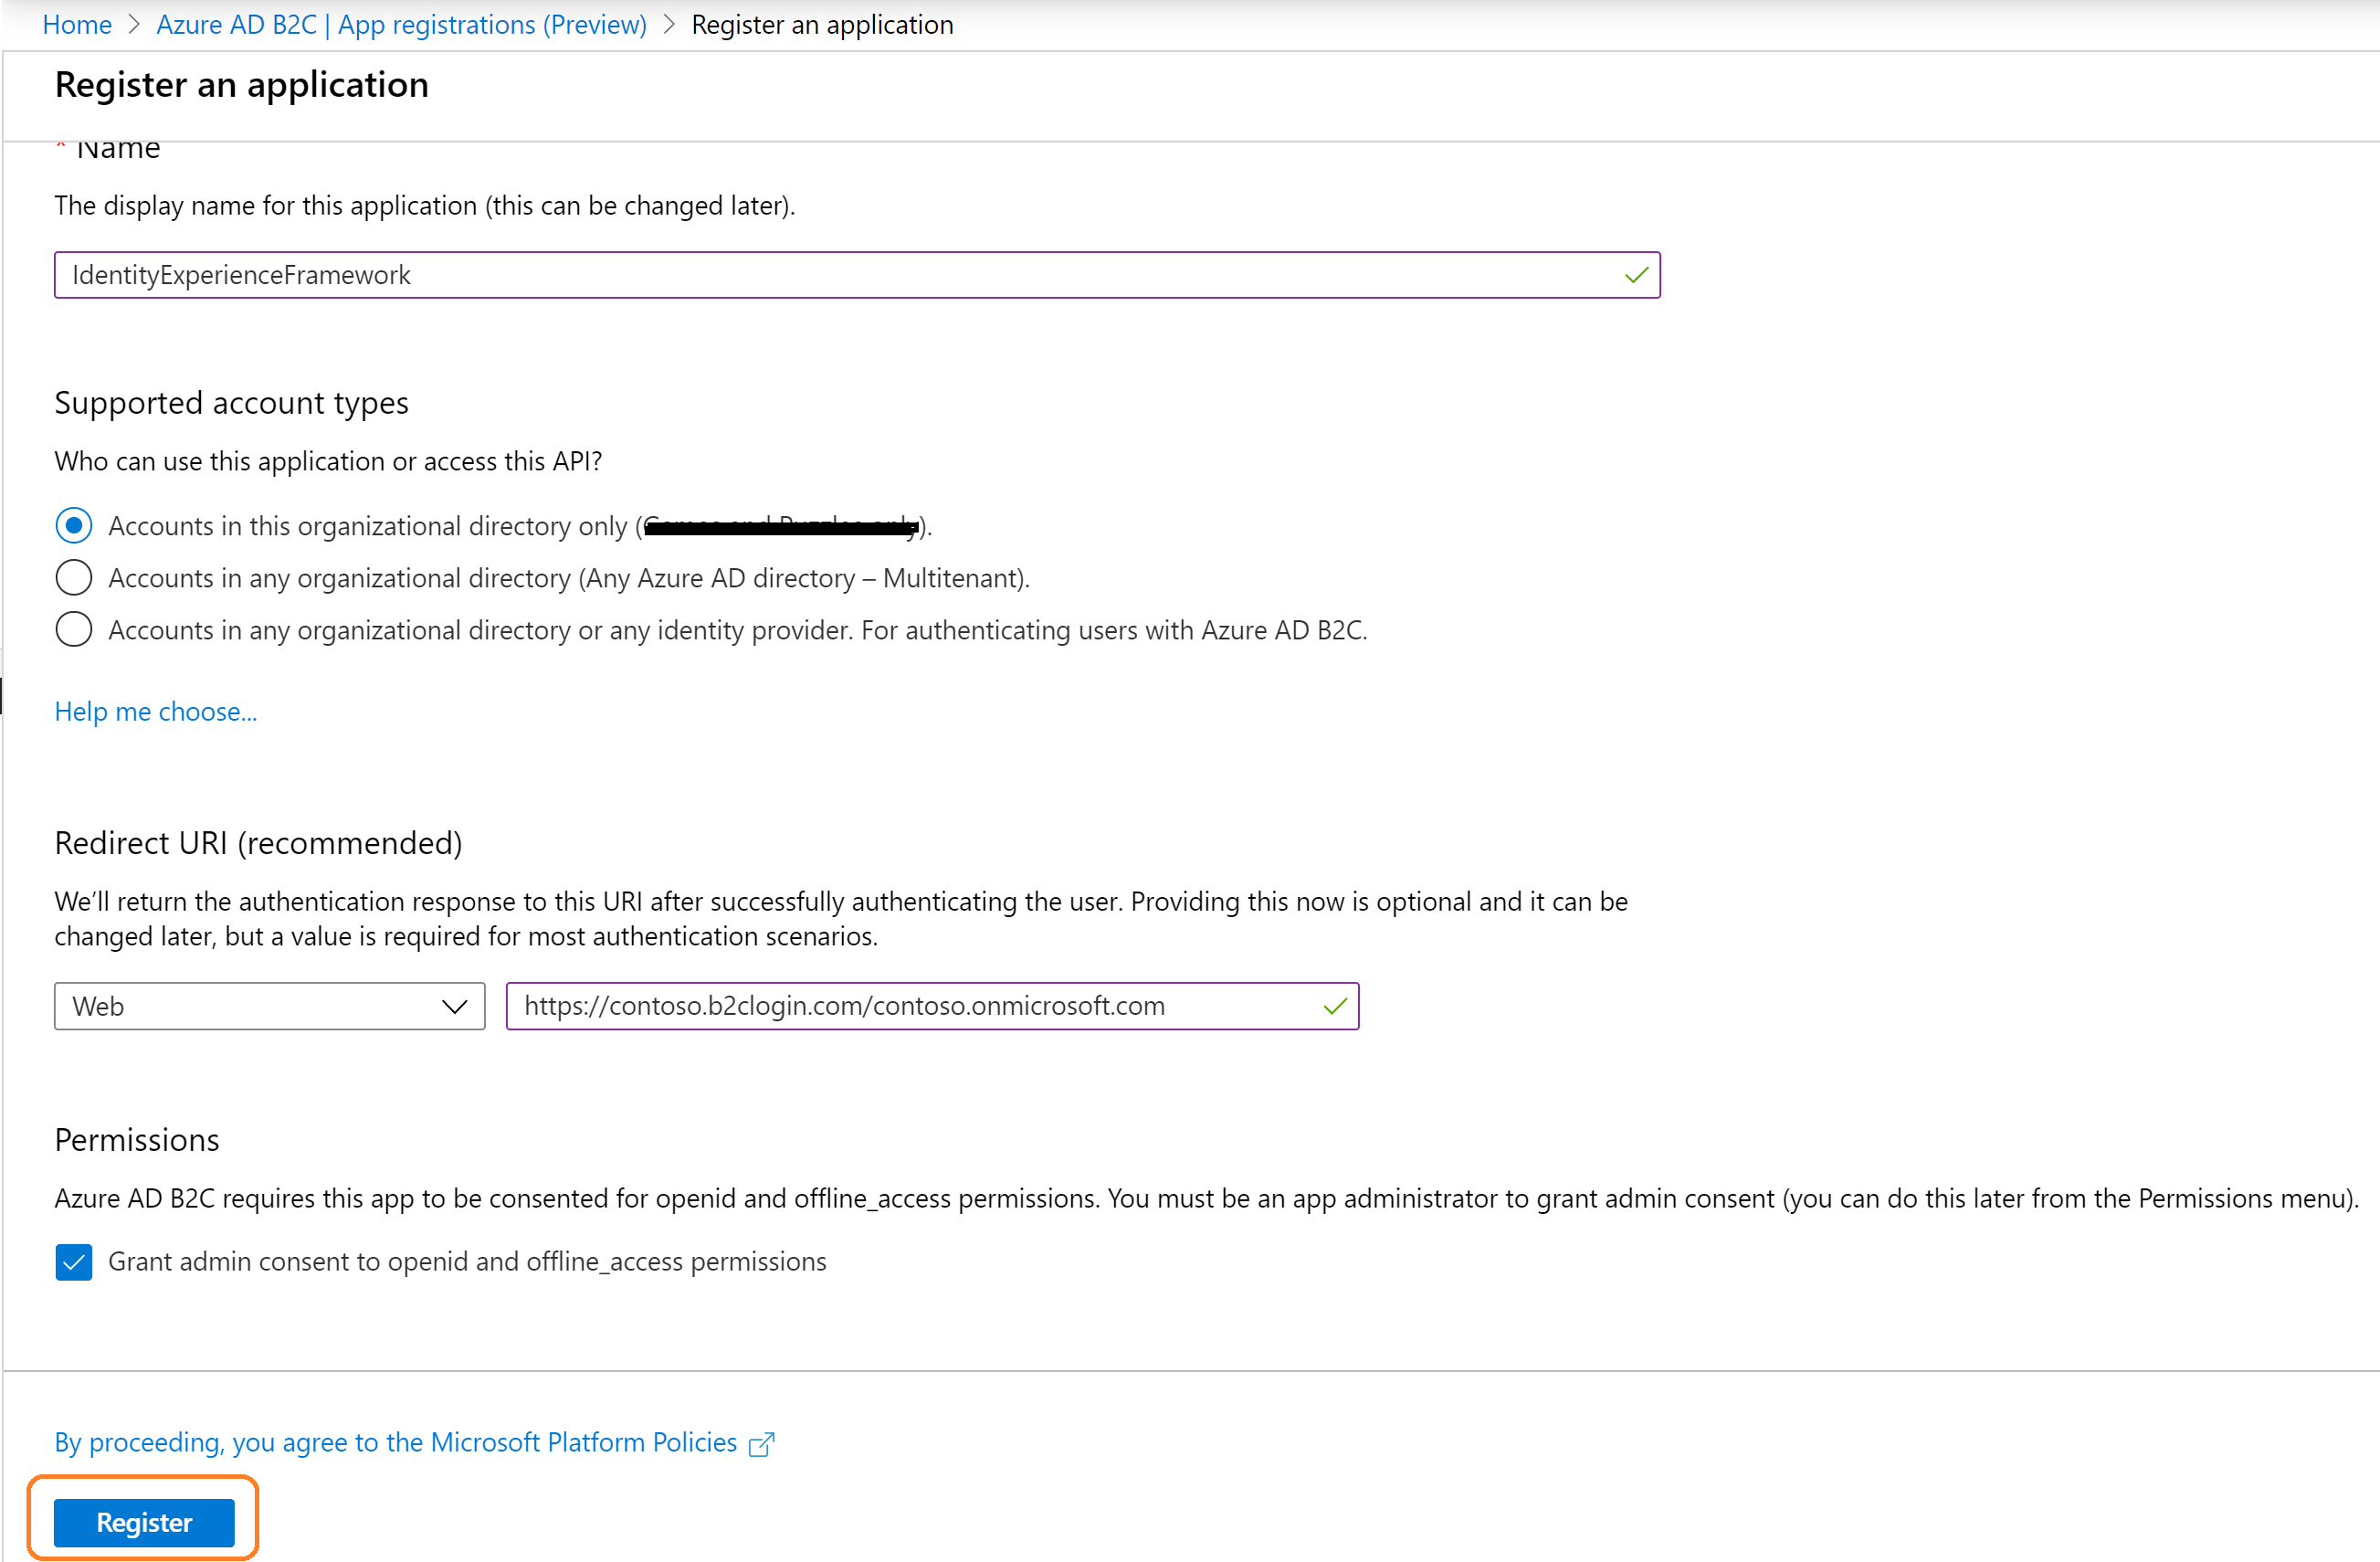 Home > Azure AD B2C | App registrations (Preview) > Register an application
Register an application
* Name
The display name for this application (this can be changed later).
IdentityExperienceFramework
Supported account types
Who can use this application or access this API?
Accounts in this organizational directory only ().
Accounts in any organizational directory (Any Azure AD directory – Multitenant).
Accounts in any organizational directory or any identity provider. For authenticating users with Azure AD B2C.
Help me choose...
Redirect URI (recommended)
We’ll return the authentication response to this URI after successfully authenticating the user. Providing this now is optional and it can be
changed later, but a value is required for most authentication scenarios.
Web
https://contoso.b2clogin.com/contoso.onmicrosoft.com
Permissions
Azure AD B2C requires this app to be consented for openid and offline_access permissions. You must be an app administrator to grant admin consent (you can do this later from the Permissions menu).
Grant admin consent to openid and offline_access permissions
By proceeding, you agree to the Microsoft Platform Policies
Register